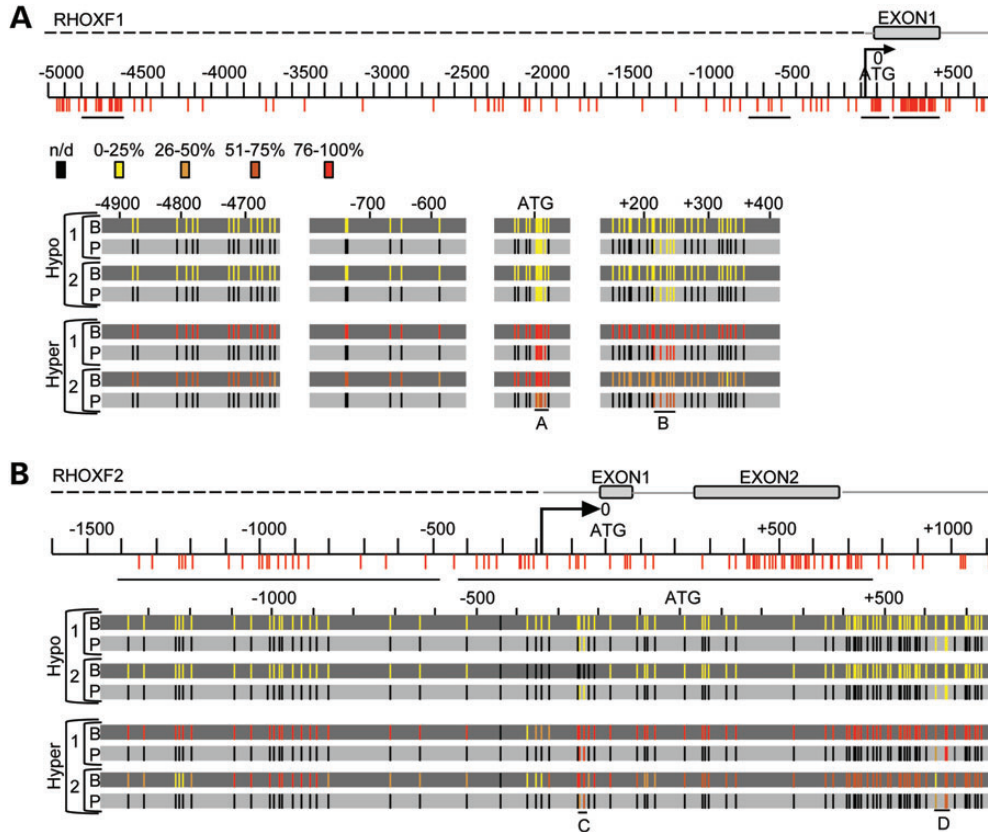 A
RHOXF1
EXON1
0
ATG
-5000 -4500 -4000 -3500 -3000 -2500 -2000 -1500 -1000 -500 +500
n/d 0-25% 26-50% 51-75% 76-100%
-4900 -4800 -4700 -700 -600 ATG +200 +300 +400
Hypo
1
B
P
2
B
P
Hyper
1
B
P
2
B
P
A B
B
RHOXF2
EXON1 EXON2
0
-1500 -1000 -500 ATG +500 +1000
-1000 -500 ATG +500
Hypo
1
B
P
2
B
P
Hyper
1
B
P
2
B
P
C D